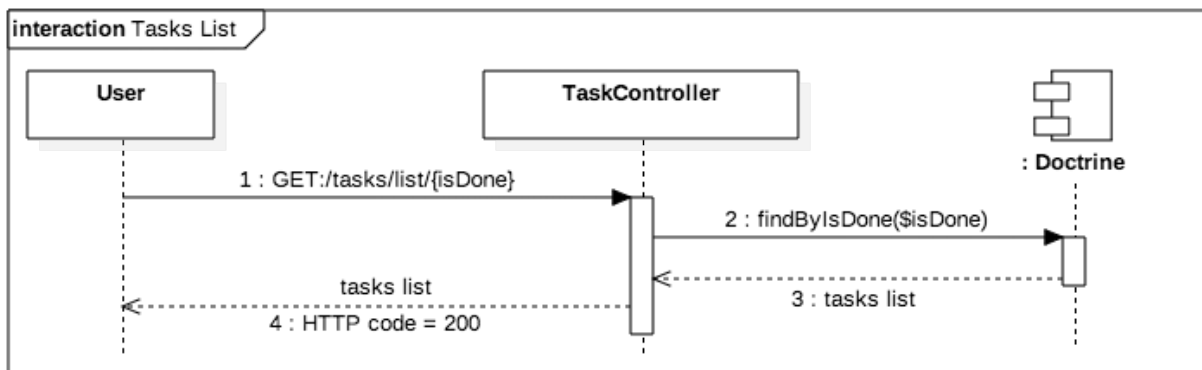 interaction Tasks List
User
TaskController
: Doctrine
1 : GET:/tasks/list/{isDone}
2 : findByIsDone($isDone)
3 : tasks list
tasks list
4 : HTTP code = 200